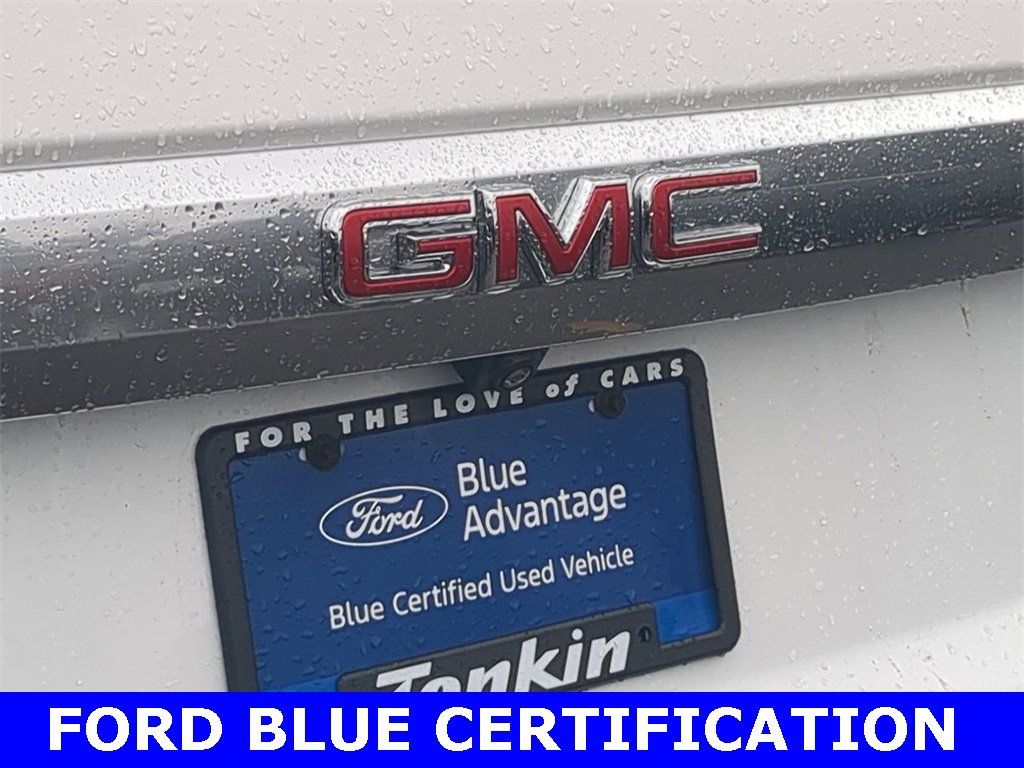 GMC
FOR THE LOVE of CARS
Ford
Blue
Advantage
Blue Certified Used Vehicle
Tonkin
FORD BLUE CERTIFICATION